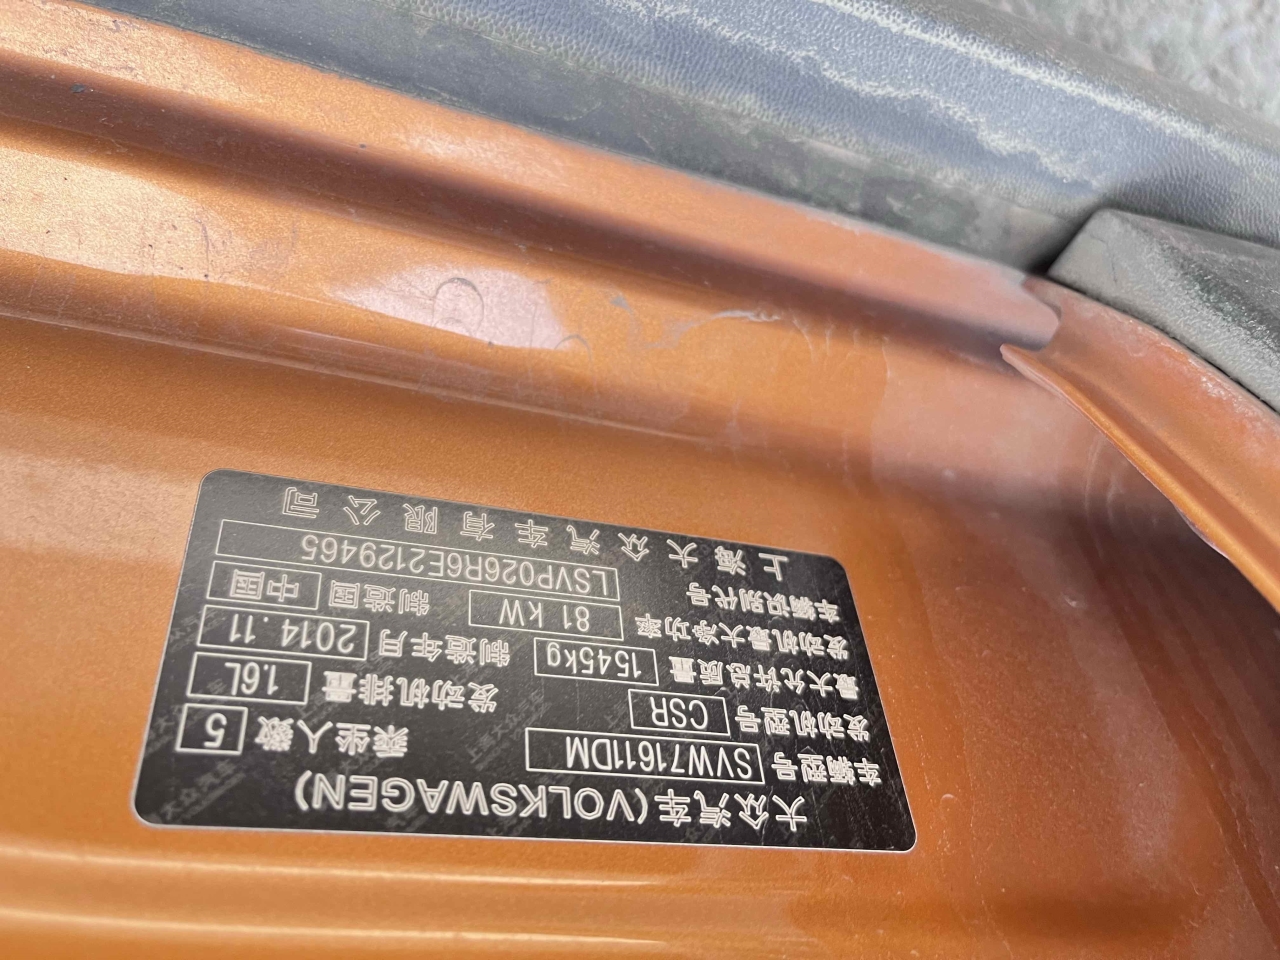 大众汽车(VOLKSWAGEN)
车辆型号 SVW71611DM 乘坐人数 5
发动机型号 CSR 发动机排量 1.6L
最大允许总质量 1545kg 制造年月 2014.11
发动机最大净功率 81 kW 制造国 中国
车辆识别代号 LSVP026R6E2129465
上海大众汽车有限公司